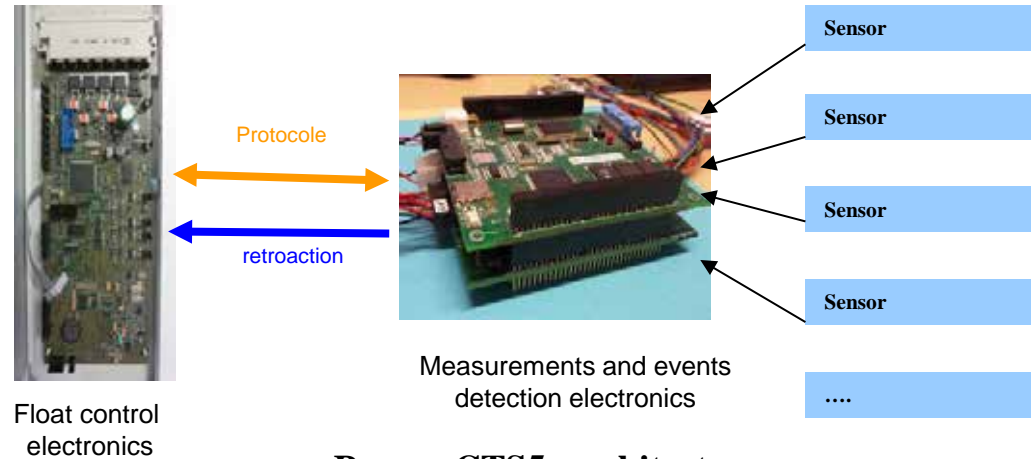 Sensor
Sensor
Protocole
Sensor
retroaction
Sensor
Measurements and events
detection electronics
....
Float control
electronics